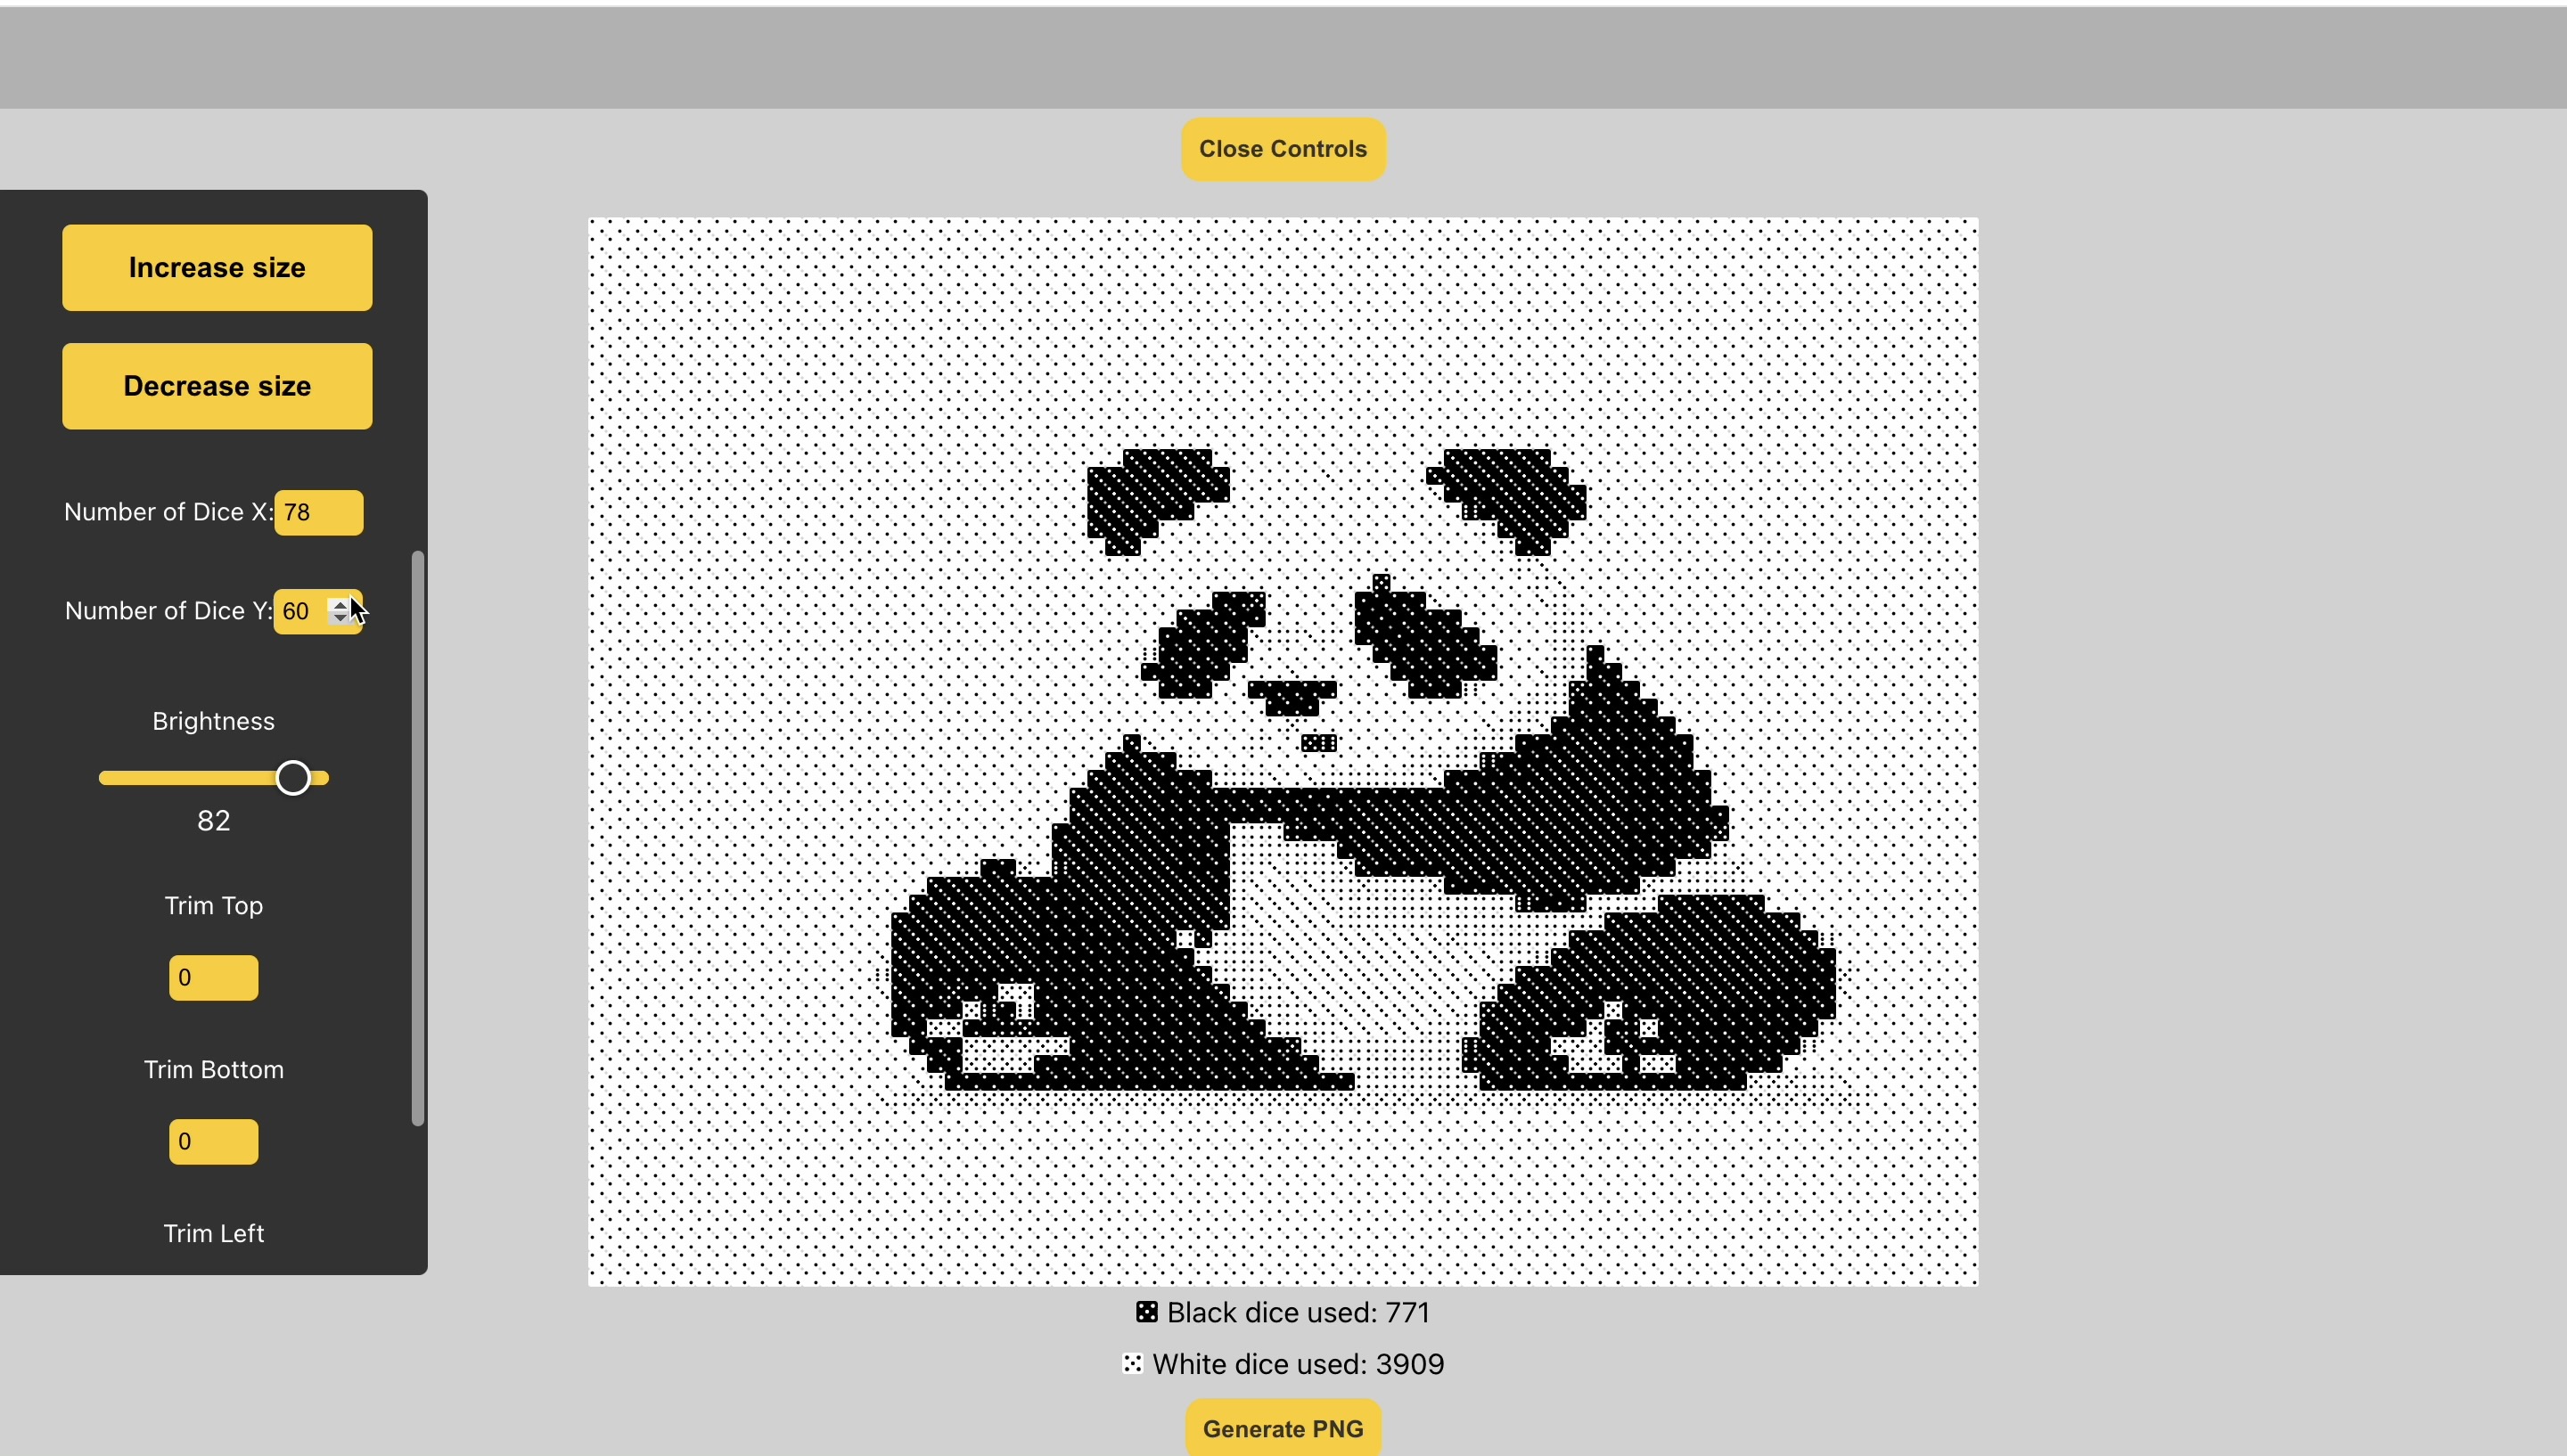 Close Controls
Increase size
Decrease size
Number of Dice X: 78
Number of Dice Y: 60
Brightness
82
Trim Top
0
Trim Bottom
0
Trim Left
Black dice used: 771
White dice used: 3909
Generate PNG